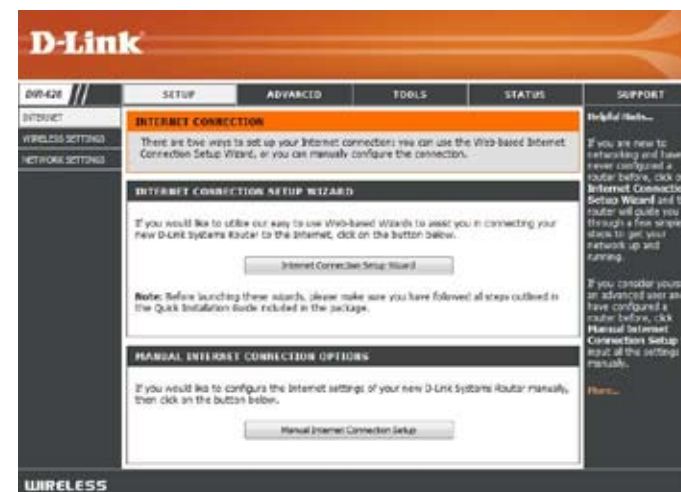 D-Link
DIR-628
SETUP ADVANCED TOOLS STATUS SUPPORT
INTERNET
WIRELESS SETTINGS
NETWORK SETTINGS
INTERNET CONNECTION
There are two ways to set up your Internet connection: you can use the Web-based Internet
Connection Setup Wizard, or you can manually configure the connection.
INTERNET CONNECTION SETUP WIZARD
If you would like to utilize our easy to use Web-based Wizards to assist you in connecting your
new D-Link Systems Router to the Internet, click on the button below.
Internet Connection Setup Wizard
Note: Before launching these wizards, please make sure you have followed all steps outlined in
the Quick Installation Guide included in the package.
MANUAL INTERNET CONNECTION OPTIONS
If you would like to configure the Internet settings of your new D-Link Systems Router manually,
then click on the button below.
Manual Internet Connection Setup
Helpful Hints...
If you are new to
networking and have
never configured a
router before, click o
Internet Connectio
Setup Wizard and t
router will guide you
through a few simple
steps to get your
network up and
running.
If you consider yours
an advanced user an
have configured a
router before, click
Manual Internet
Connection Setup
input all the settings
manually.
More...
WIRELESS